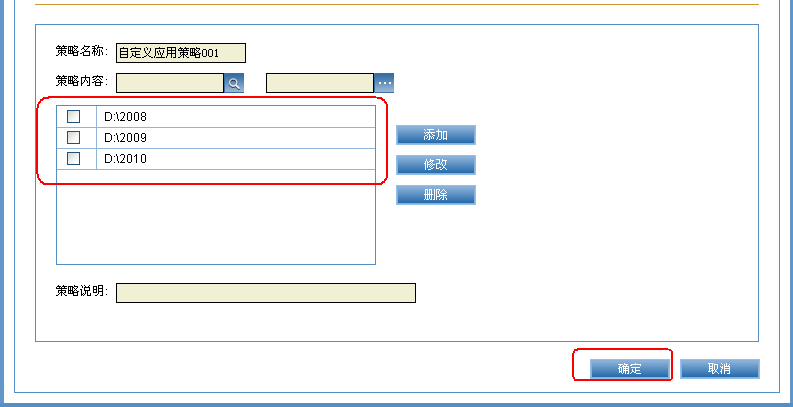 策略名称: 自定义应用策略001
策略内容:
D:\2008
D:\2009
D:\2010
添加
修改
删除
策略说明:
确定 取消